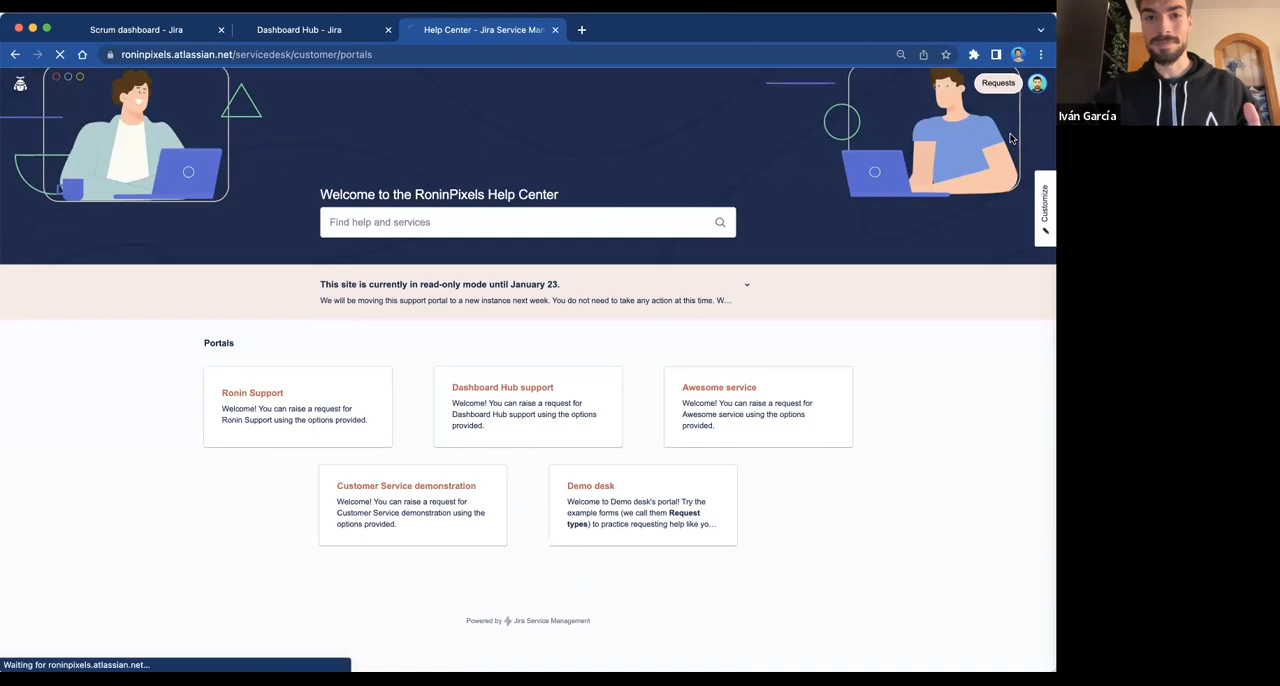 Scrum dashboard - Jira
Dashboard Hub - Jira
Help Center - Jira Service Man
roninpixels.atlassian.net/servicedesk/customer/portals
Requests
Iván García
Customize
Welcome to the RoninPixels Help Center
Find help and services
This site is currently in read-only mode until January 23.
We will be moving this support portal to a new instance next week. You do not need to take any action at this time. W...
Portals
Ronin Support
Welcome! You can raise a request for
Ronin Support using the options provided.
Dashboard Hub support
Welcome! You can raise a request for
Dashboard Hub support using the options
provided.
Awesome service
Welcome! You can raise a request for
Awesome service using the options
provided.
Customer Service demonstration
Welcome! You can raise a request for
Customer Service demonstration using the
options provided.
Demo desk
Welcome to Demo desk's portal! Try the
example forms (we call them Request
types) to practice requesting help like yo...
Powered by Jira Service Management
Waiting for roninpixels.atlassian.net...